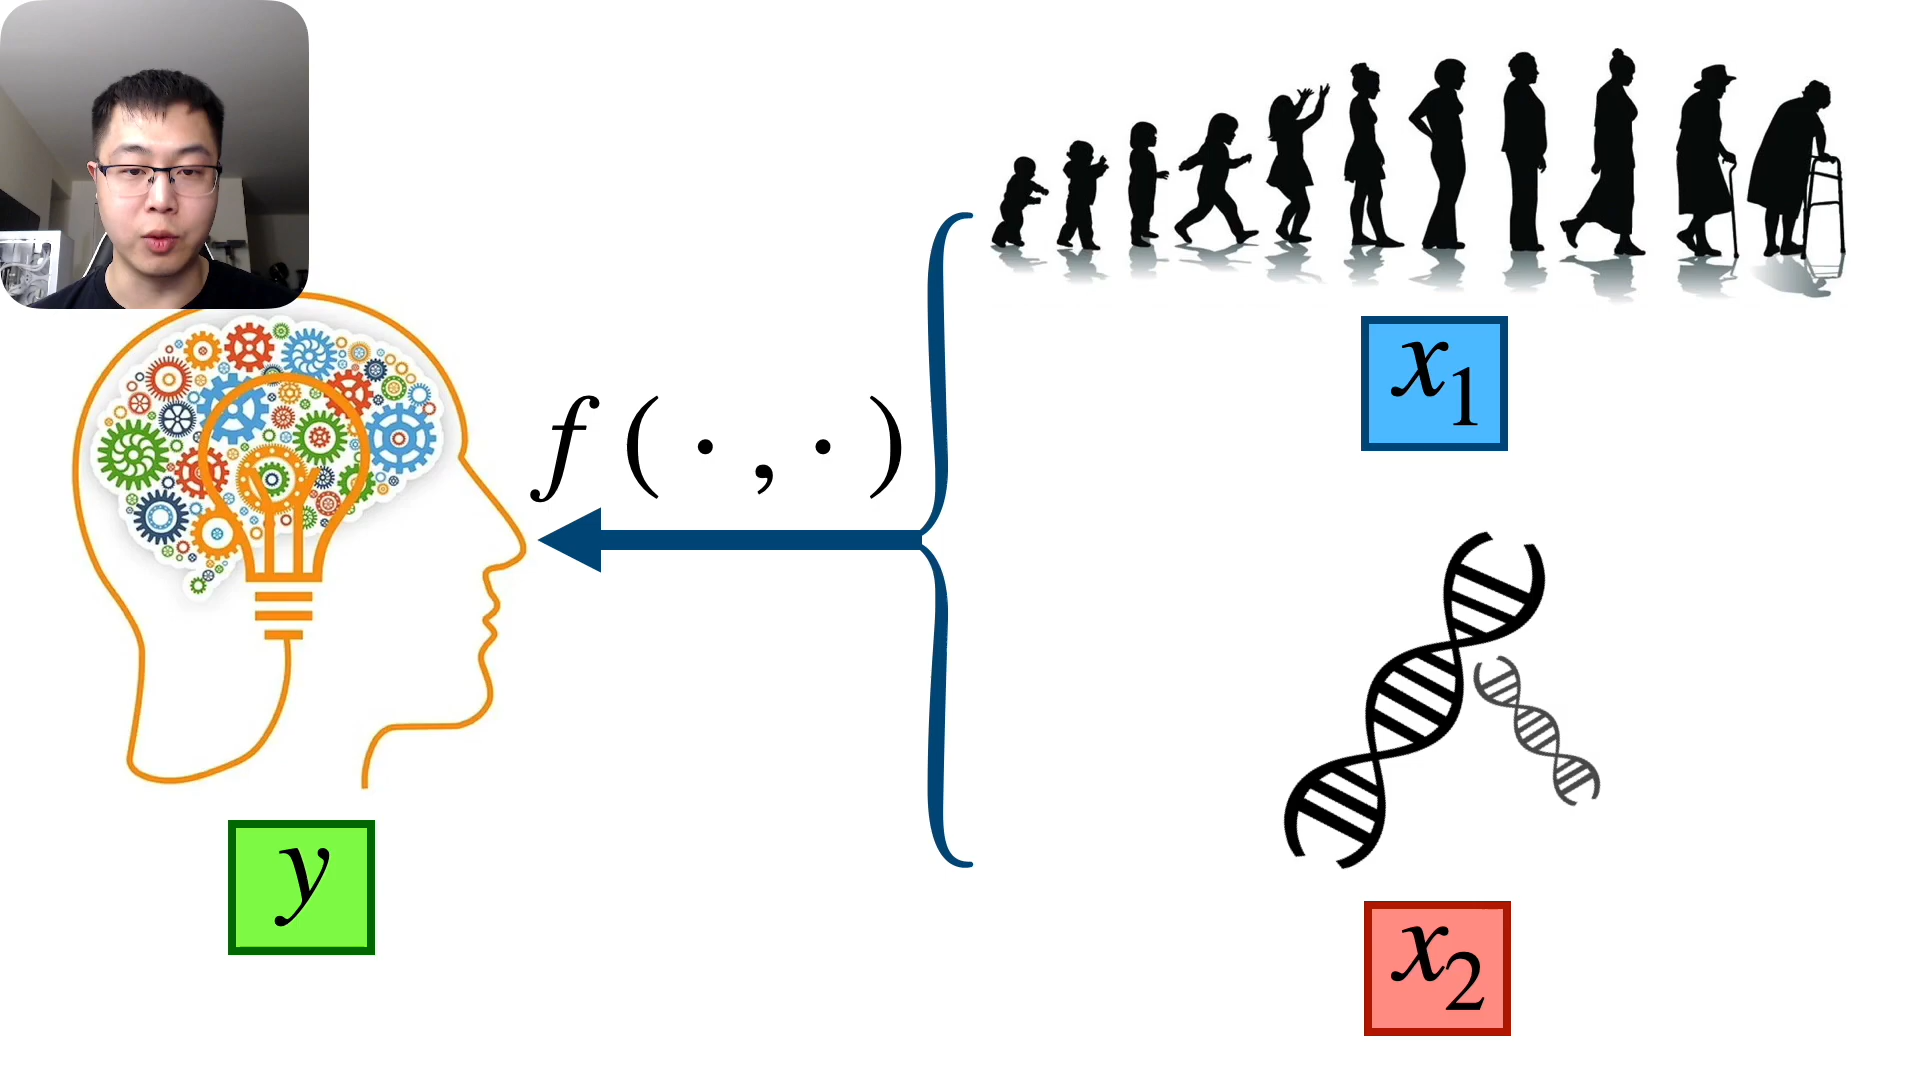 f ( · , · )
x₁
y
x₂